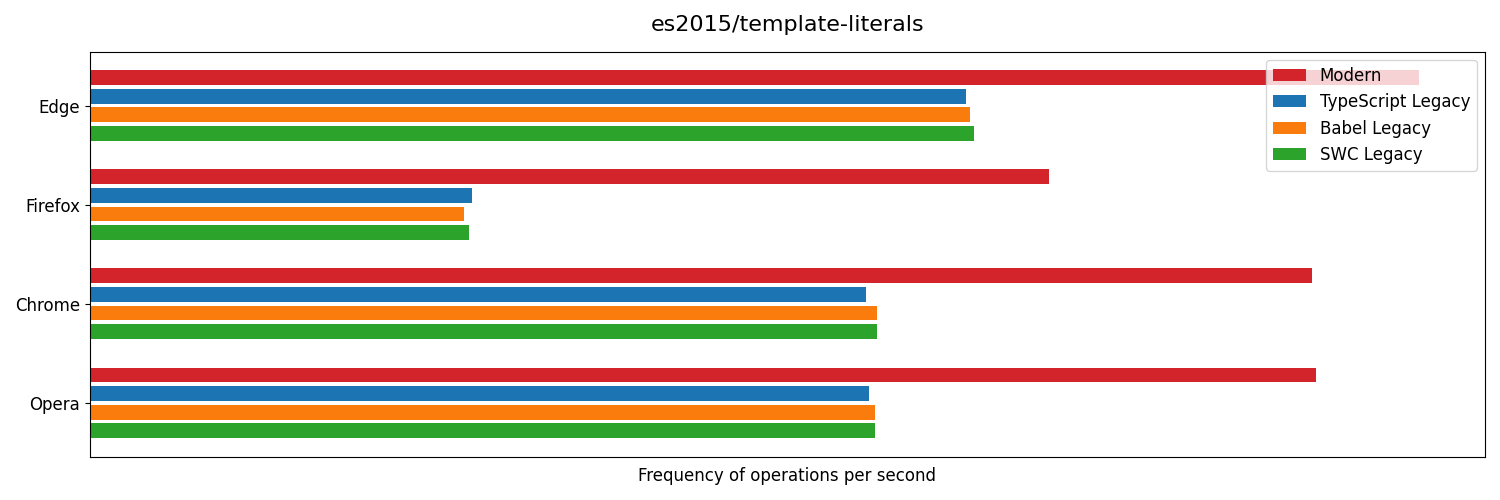 es2015/template-literals
Modern
TypeScript Legacy
Babel Legacy
SWC Legacy
Edge
Firefox
Chrome
Opera
Frequency of operations per second